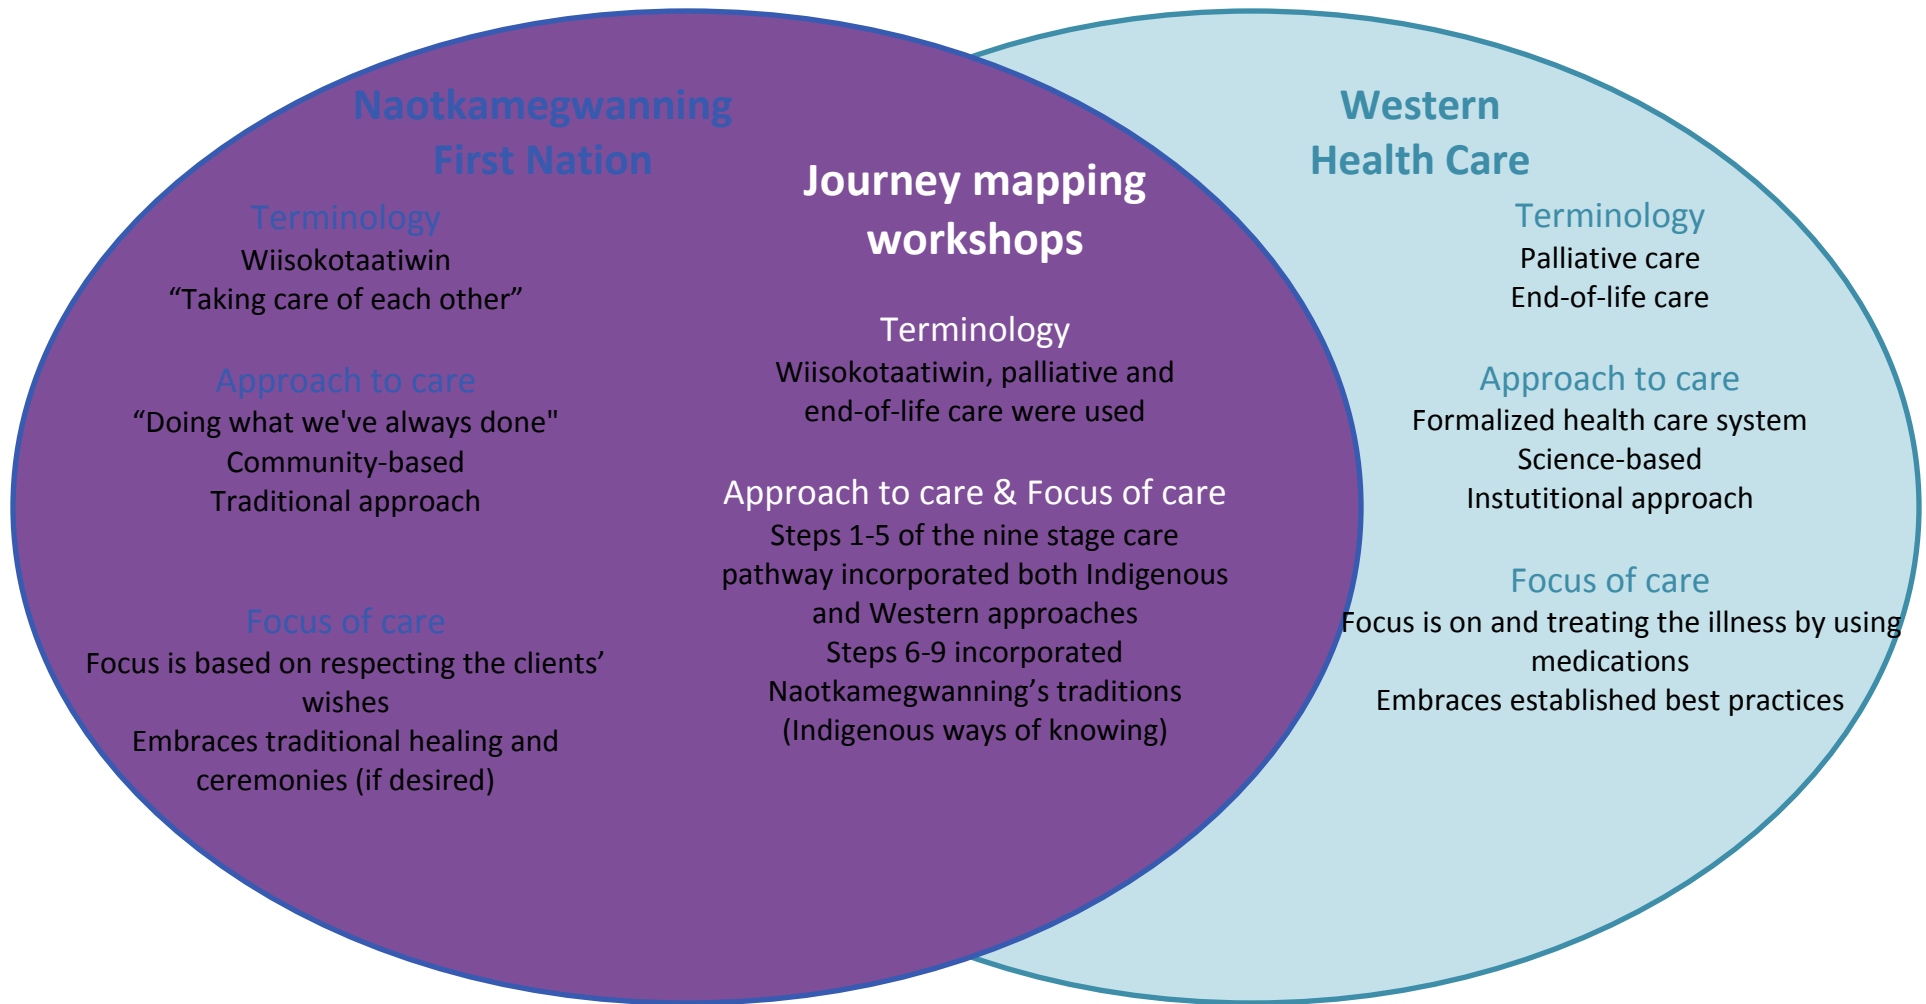 Naotkamegwanning
First Nation
Terminology
Wiisokotaatiwin
“Taking care of each other”
Approach to care
“Doing what we've always done"
Community-based
Traditional approach
Focus of care
Focus is based on respecting the clients’
wishes
Embraces traditional healing and
ceremonies (if desired)
Journey mapping
workshops
Terminology
Wiisokotaatiwin, palliative and
end-of-life care were used
Approach to care & Focus of care
Steps 1-5 of the nine stage care
pathway incorporated both Indigenous
and Western approaches
Steps 6-9 incorporated
Naotkamegwanning’s traditions
(Indigenous ways of knowing)
Western
Health Care
Terminology
Palliative care
End-of-life care
Approach to care
Formalized health care system
Science-based
Instutitional approach
Focus of care
Focus is on and treating the illness by using
medications
Embraces established best practices